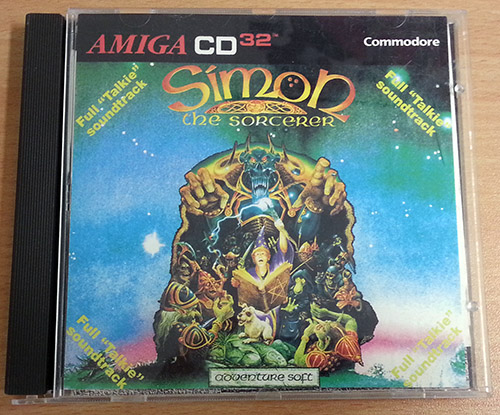 AMIGA CD32™
Commodore
Simon
the sorcerer
Full "Talkie"
soundtrack
Full "Talkie"
soundtrack
Full "Talkie"
soundtrack
Full "Talkie"
soundtrack
adventure soft